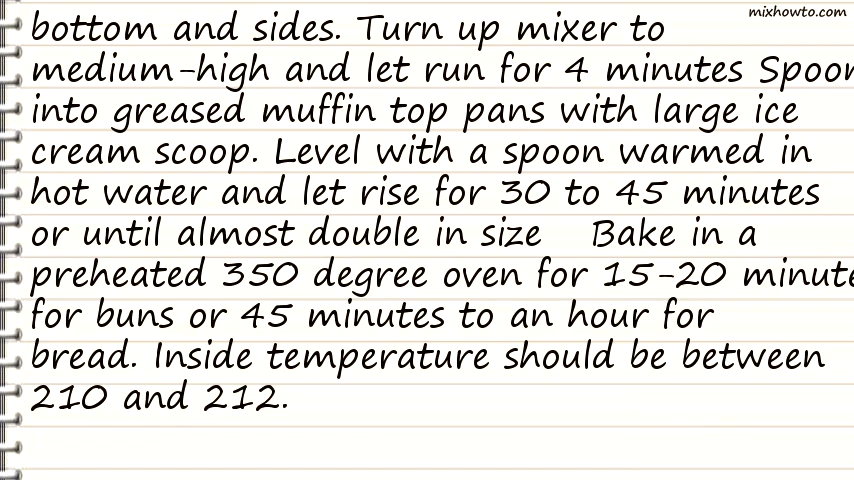 mixhowto.com
bottom and sides. Turn up mixer to
medium-high and let run for 4 minutes Spoon
into greased muffin top pans with large ice
cream scoop. Level with a spoon warmed in
hot water and let rise for 30 to 45 minutes
or until almost double in size    Bake in a
preheated 350 degree oven for 15-20 minute
for buns or 45 minutes to an hour for
bread. Inside temperature should be between
210 and 212.